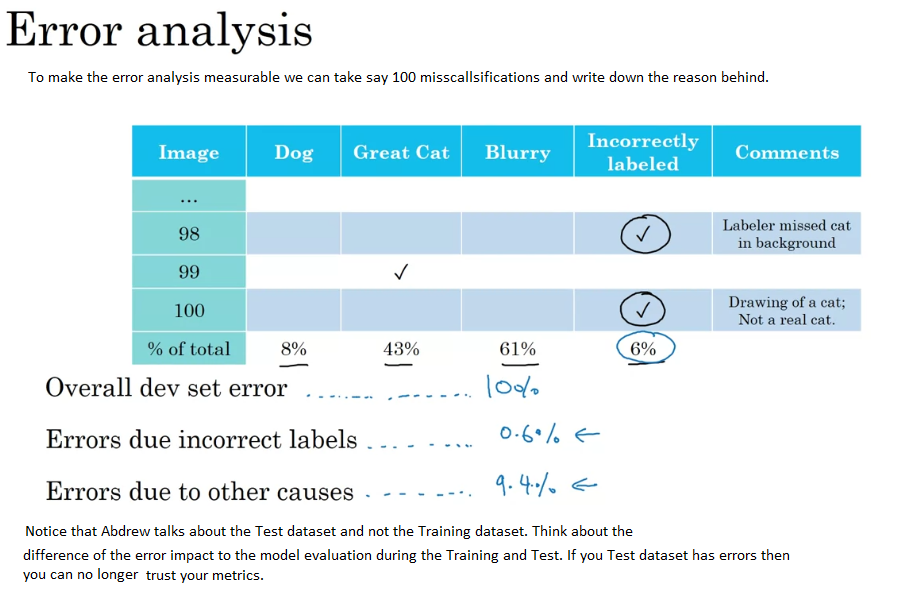 Error analysis
To make the error analysis measurable we can take say 100 misscallsifications and write down the reason behind.
Image Dog Great Cat Blurry Incorrectly labeled Comments
...
98 ✓ Labeler missed cat in background
99 ✓
100 ✓ Drawing of a cat; Not a real cat.
% of total 8% 43% 61% 6%
Overall dev set error 10%
Errors due incorrect labels 0.6% ←
Errors due to other causes 9.4% ←
Notice that Abdrew talks about the Test dataset and not the Training dataset. Think about the
difference of the error impact to the model evaluation during the Training and Test. If you Test dataset has errors then
you can no longer trust your metrics.